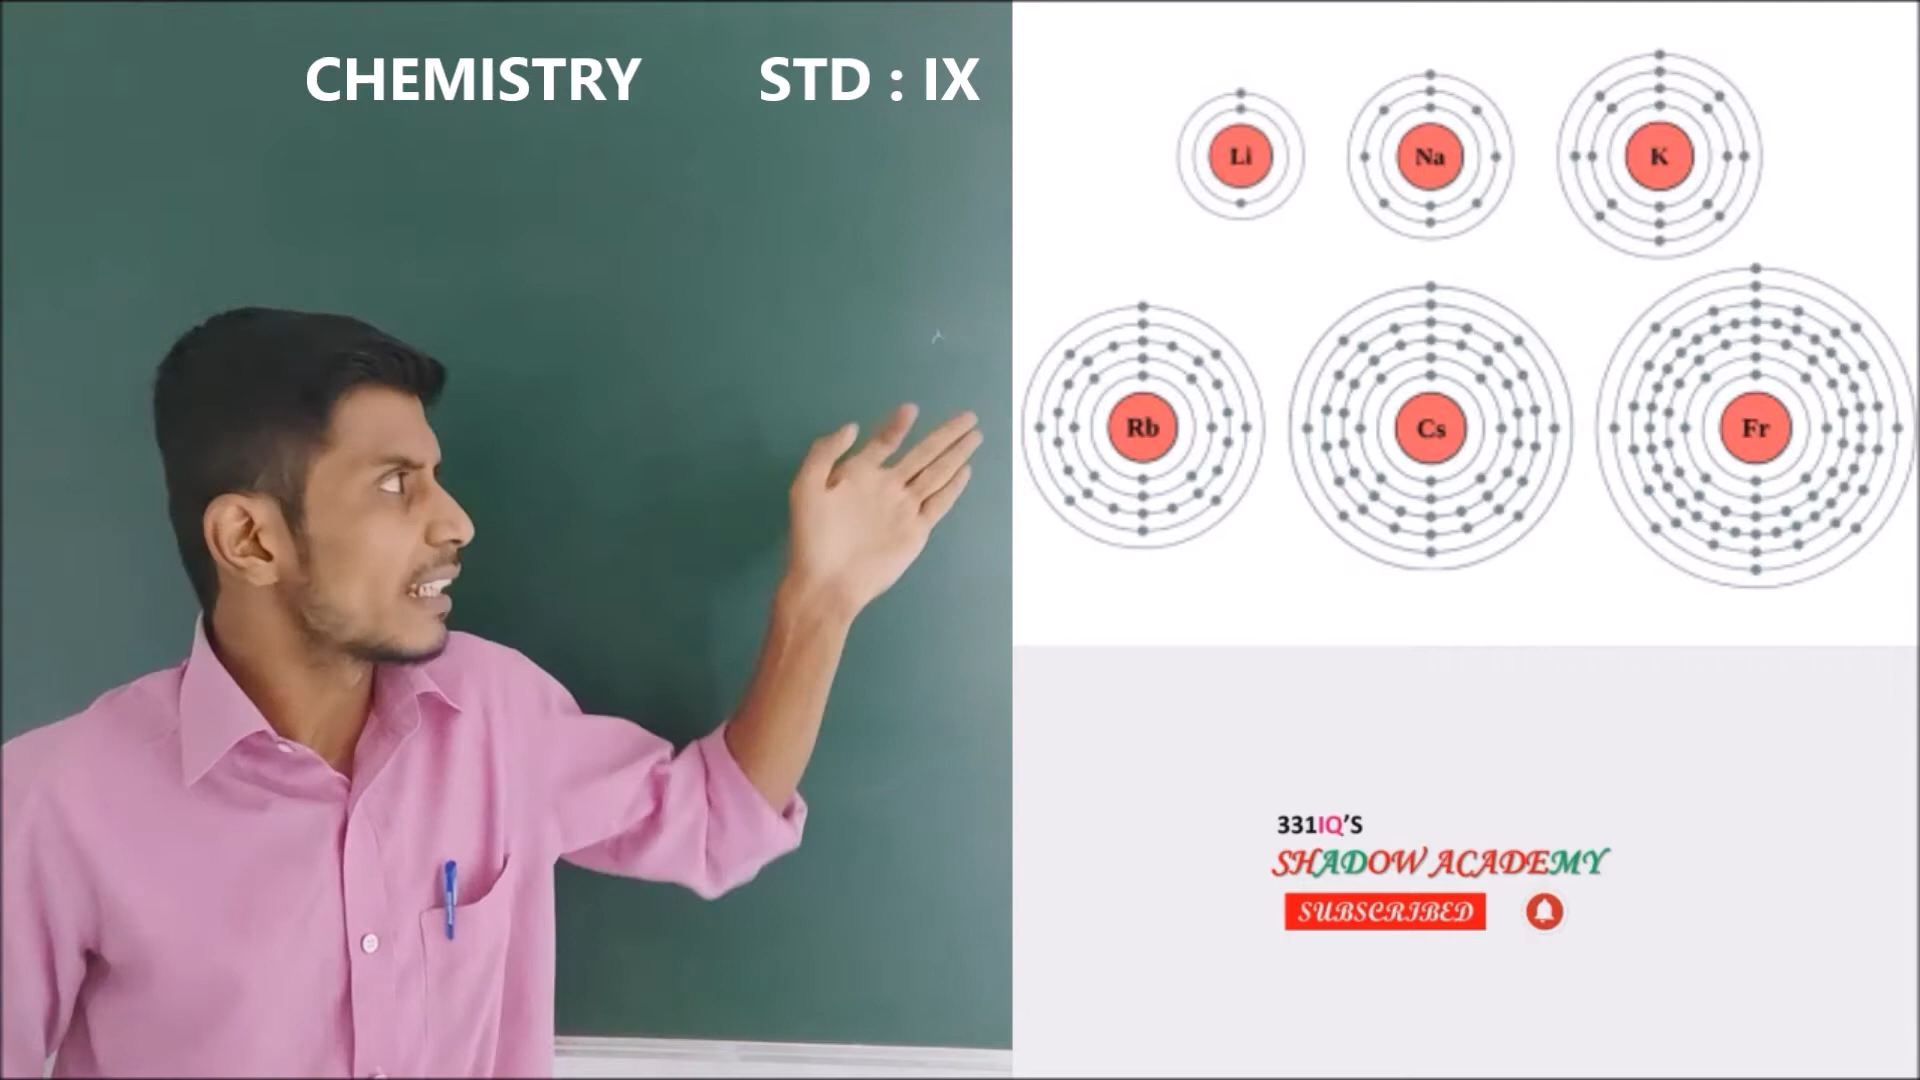 CHEMISTRY STD : IX
Li Na K
Rb Cs Fr
331IQ'S
SHADOW ACADEMY
SUBSCRIBED